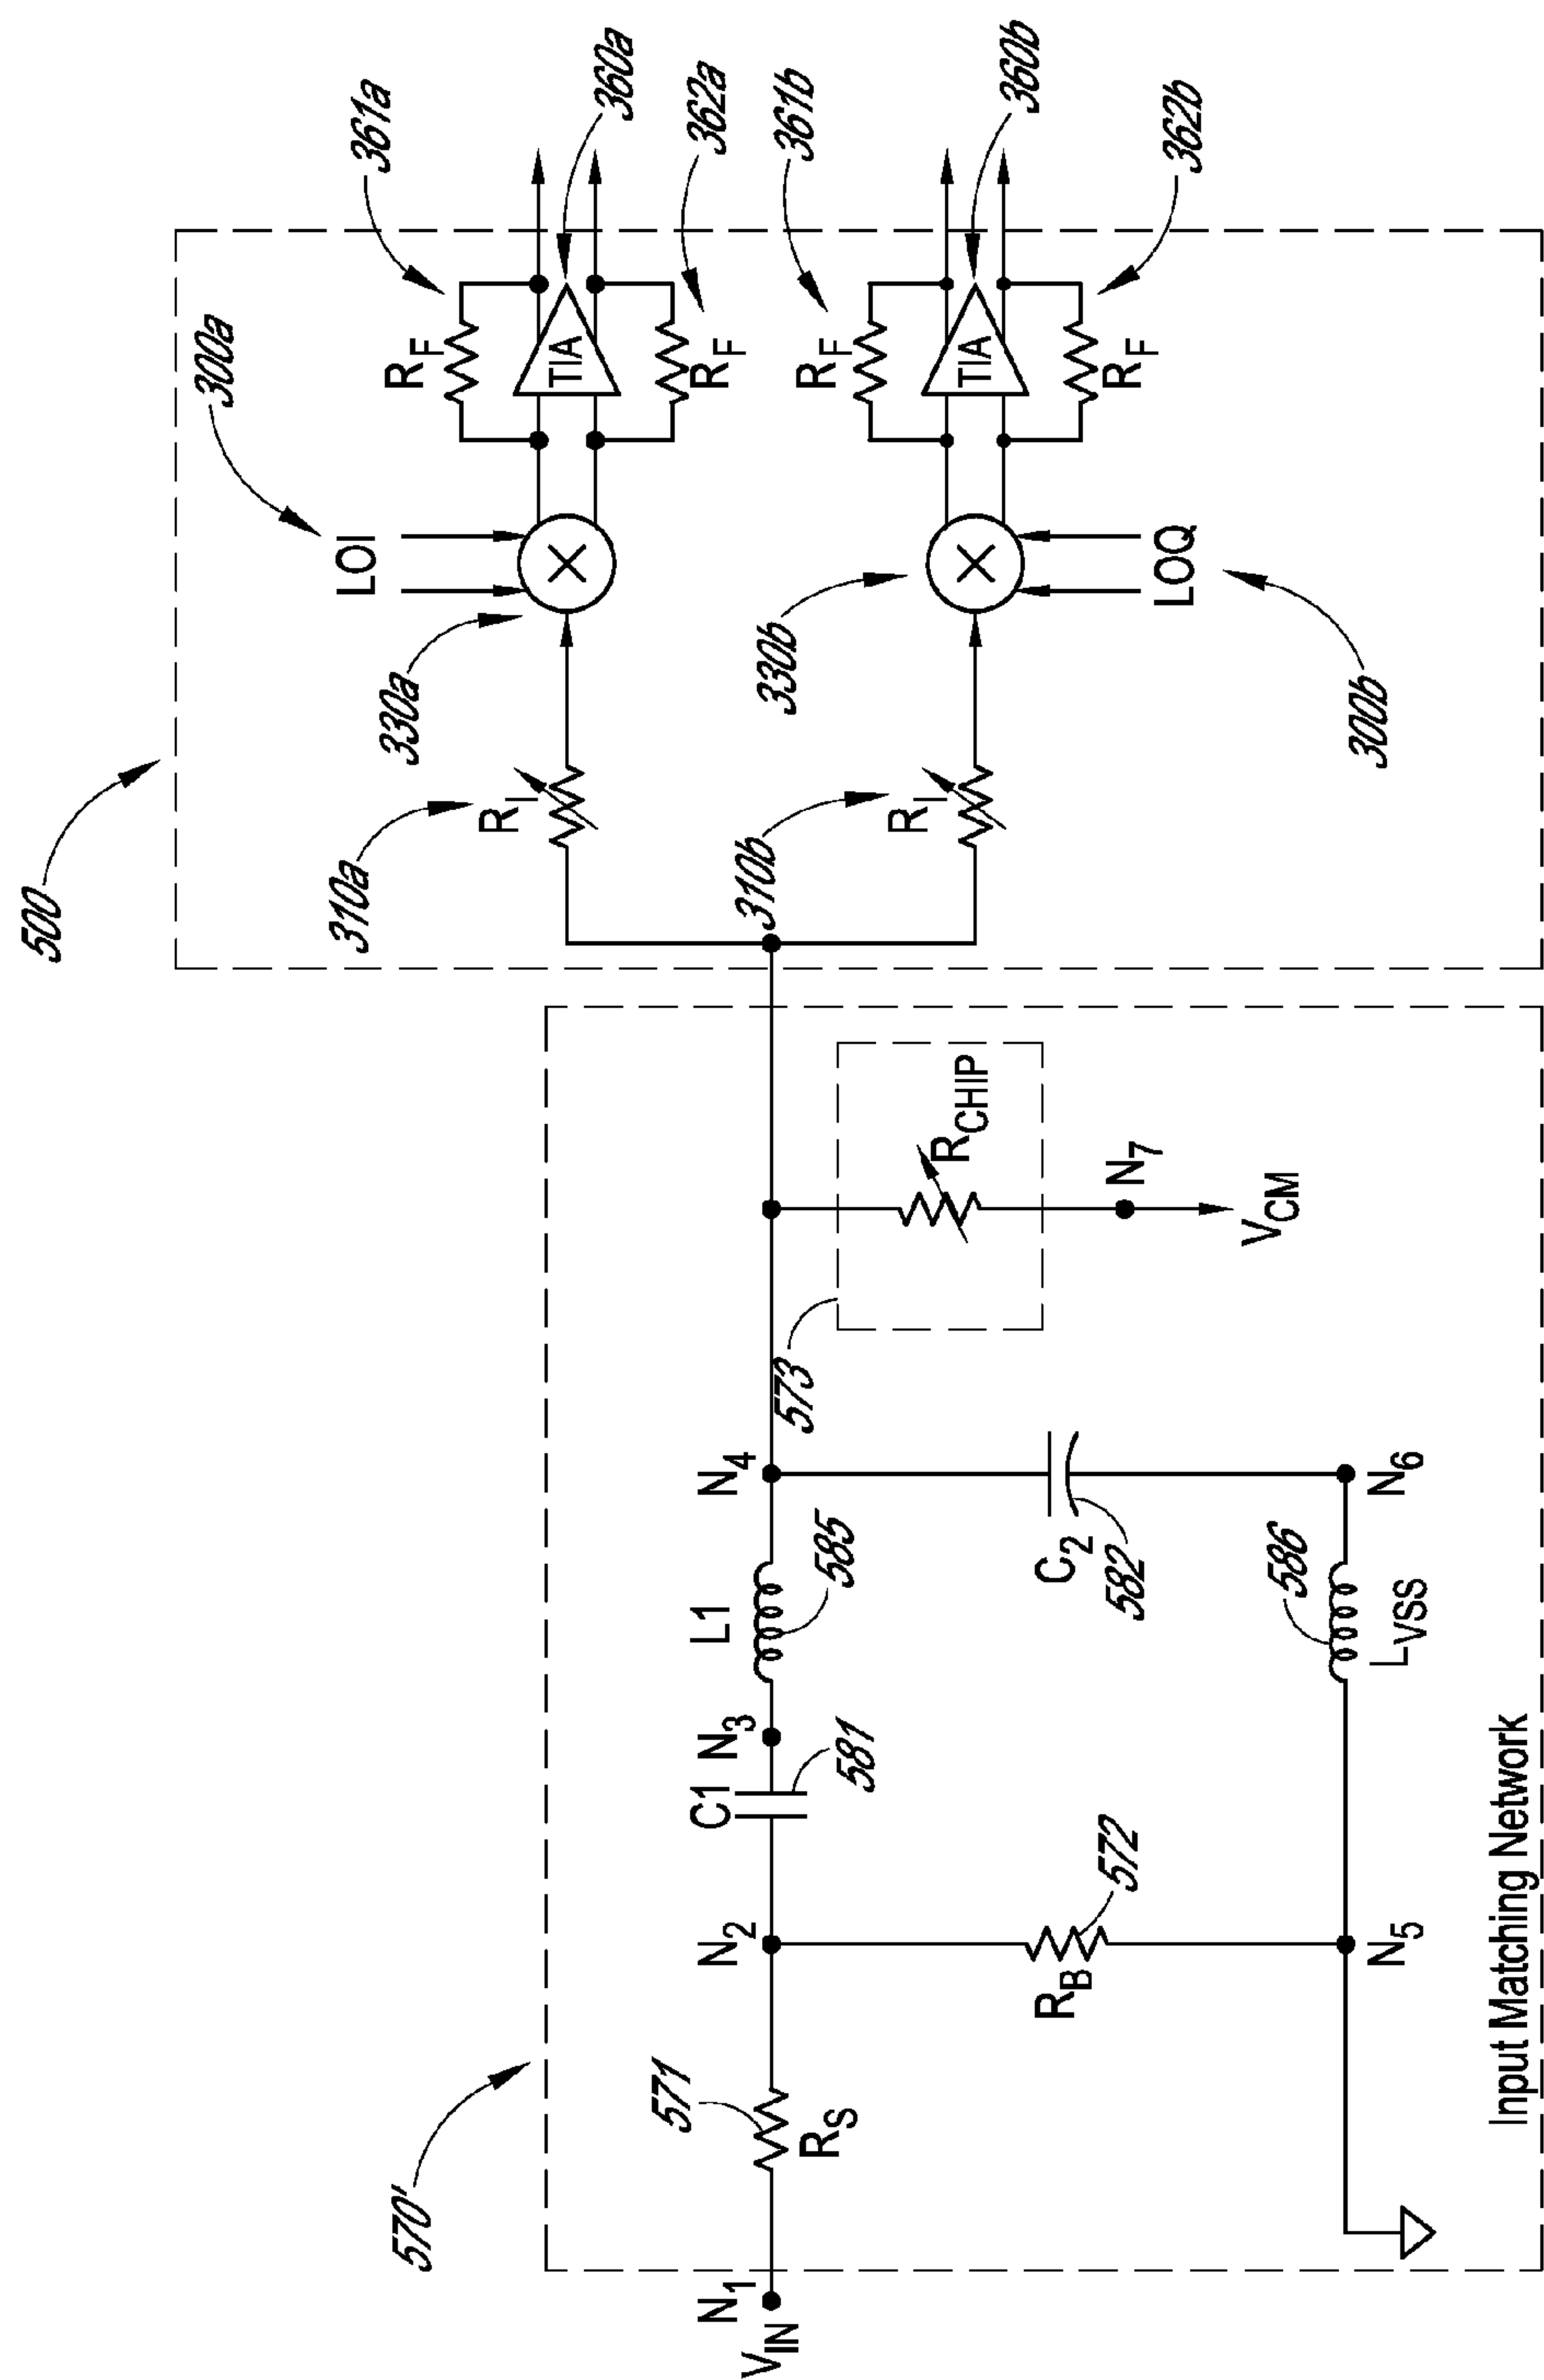 500
300a
361a
LOI
R_F
TIA
360a
330a
310a
R_I
R_F
362a
361b
R_F
TIA
360b
330b
310b
R_I
R_F
362b
LOQ
300b
570'
N_1
V_IN
571
R_S
N_2
C1
581
N_3
L1
585
N_4
573
R_CHIP
N_7
V_CM
R_B
572
C_2
582
N_5
586
L_VSS
N_6
Input Matching Network